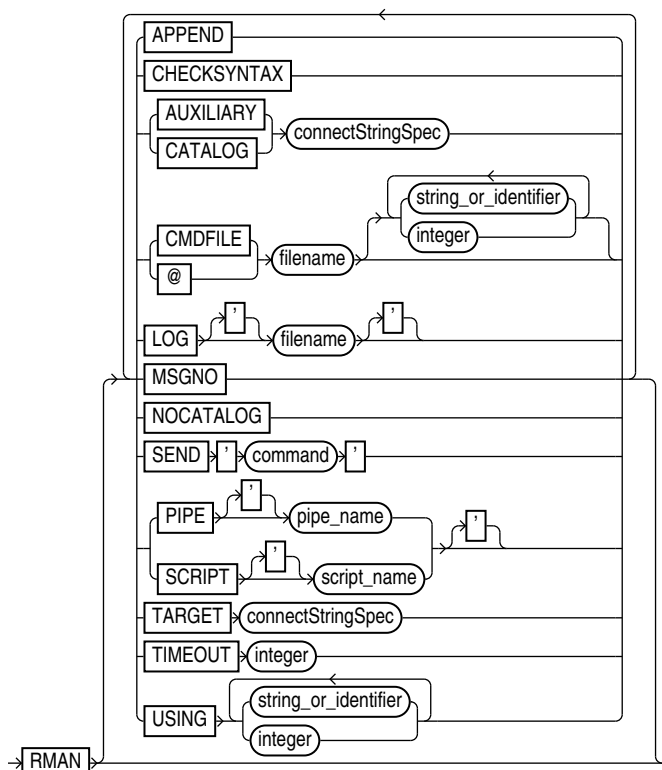 APPEND
CHECKSYNTAX
AUXILIARY
CATALOG
connectStringSpec
CMDFILE
@
filename
string_or_identifier
integer
LOG ' filename '
MSGNO
NOCATALOG
SEND ' command '
PIPE ' pipe_name
SCRIPT ' script_name
'
TARGET connectStringSpec
TIMEOUT integer
USING
string_or_identifier
integer
RMAN